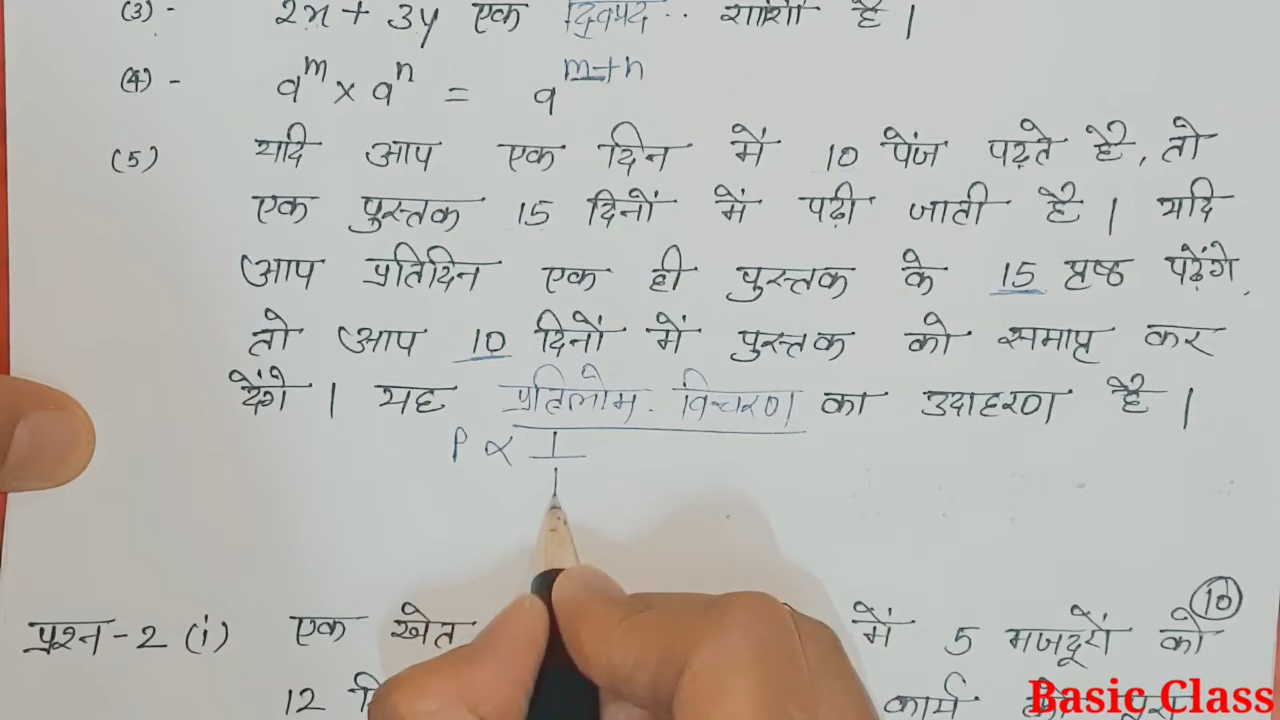 (3) - 2x + 3y एक द्विपद .. राशी है |
(4) - a^m × a^n = a^m+n
(5) यदि आप एक दिन में 10 पेंज पढ़ते है, तो
एक पुस्तक 15 दिनों में पढ़ी जाती है | यदि
आप प्रतिदिन एक ही पुस्तक के 15 पृष्ठ पढ़ेंगे,
तो आप 10 दिनों में पुस्तक को समाप्त कर
देंगे | यह प्रतिलोम विचरण का उदाहरण है |
P ∝ 1
प्रश्न - 2 (i) एक खेत में 5 मजदूरों को 10
12 कार्य
Basic Class